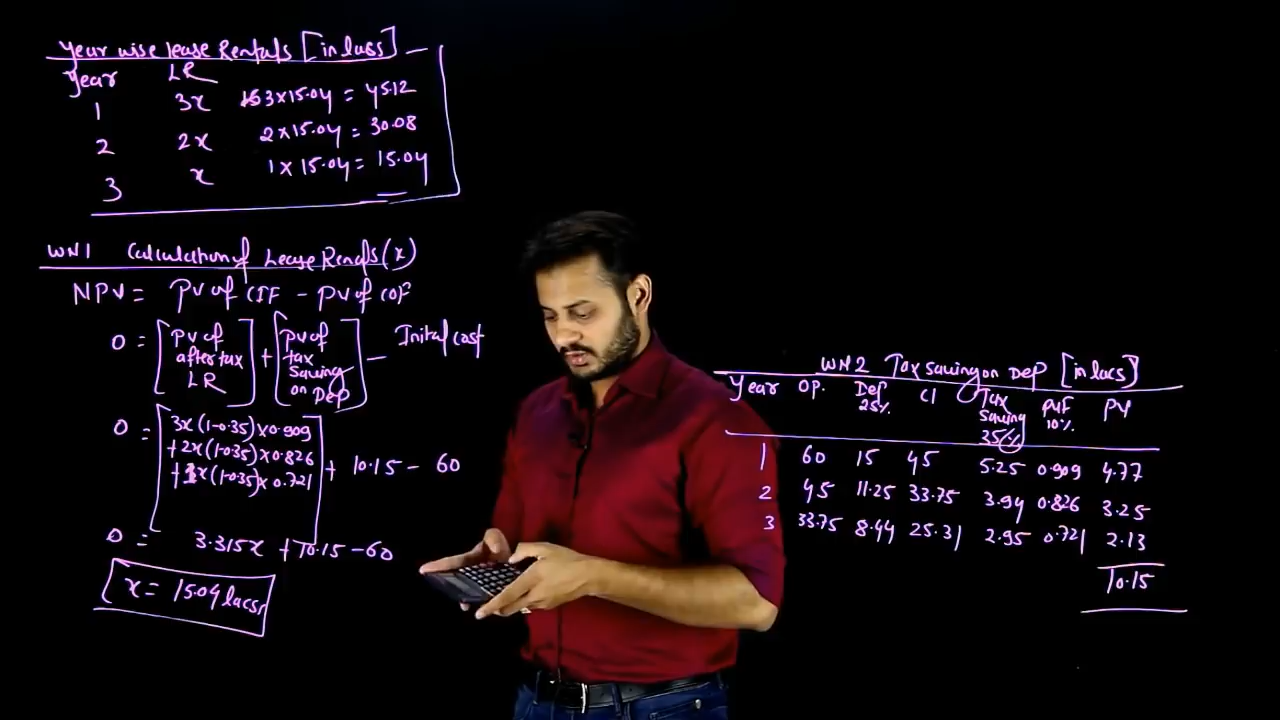 Year wise lease Rentals [in lacs]
Year LR
1 3x 3x15.04 = 45.12
2 2x 2x15.04 = 30.08
3 x 1x15.04 = 15.04
WN1 Calculation of Lease Rentals (x)
NPV = PV of CIF - PV of COF
0 = [PV of after tax LR] + [PV of tax Saving on Dep] - Initial cost
0 = [3x(1-0.35)x0.909
+2x(1-0.35)x0.826
+1x(1-0.35)x0.721] + 10.15 - 60
0 = 3.315x + 10.15 - 60
x = 15.04 lacs
WN2 Tax saving on Dep [in lacs]
Year OP. Dep 25% Cl Tax Saving 35% PVF 10% PV
1 60 15 45 5.25 0.909 4.77
2 45 11.25 33.75 3.94 0.826 3.25
3 33.75 8.44 25.31 2.95 0.721 2.13
10.15